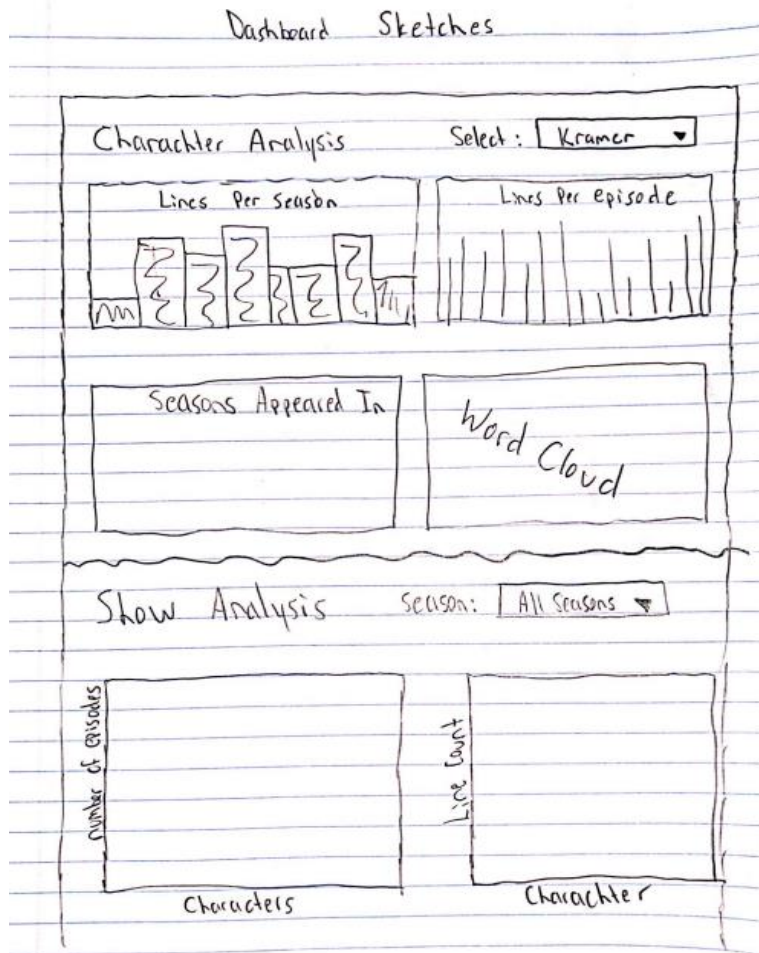 Dashboard Sketches
Charachter Analysis Select: Kramer
Lines Per Season
Lines Per episode
Seasons Appeared In
Word Cloud
Show Analysis Season: All Seasons
number of episodes
Characters
Line Count
Charachter